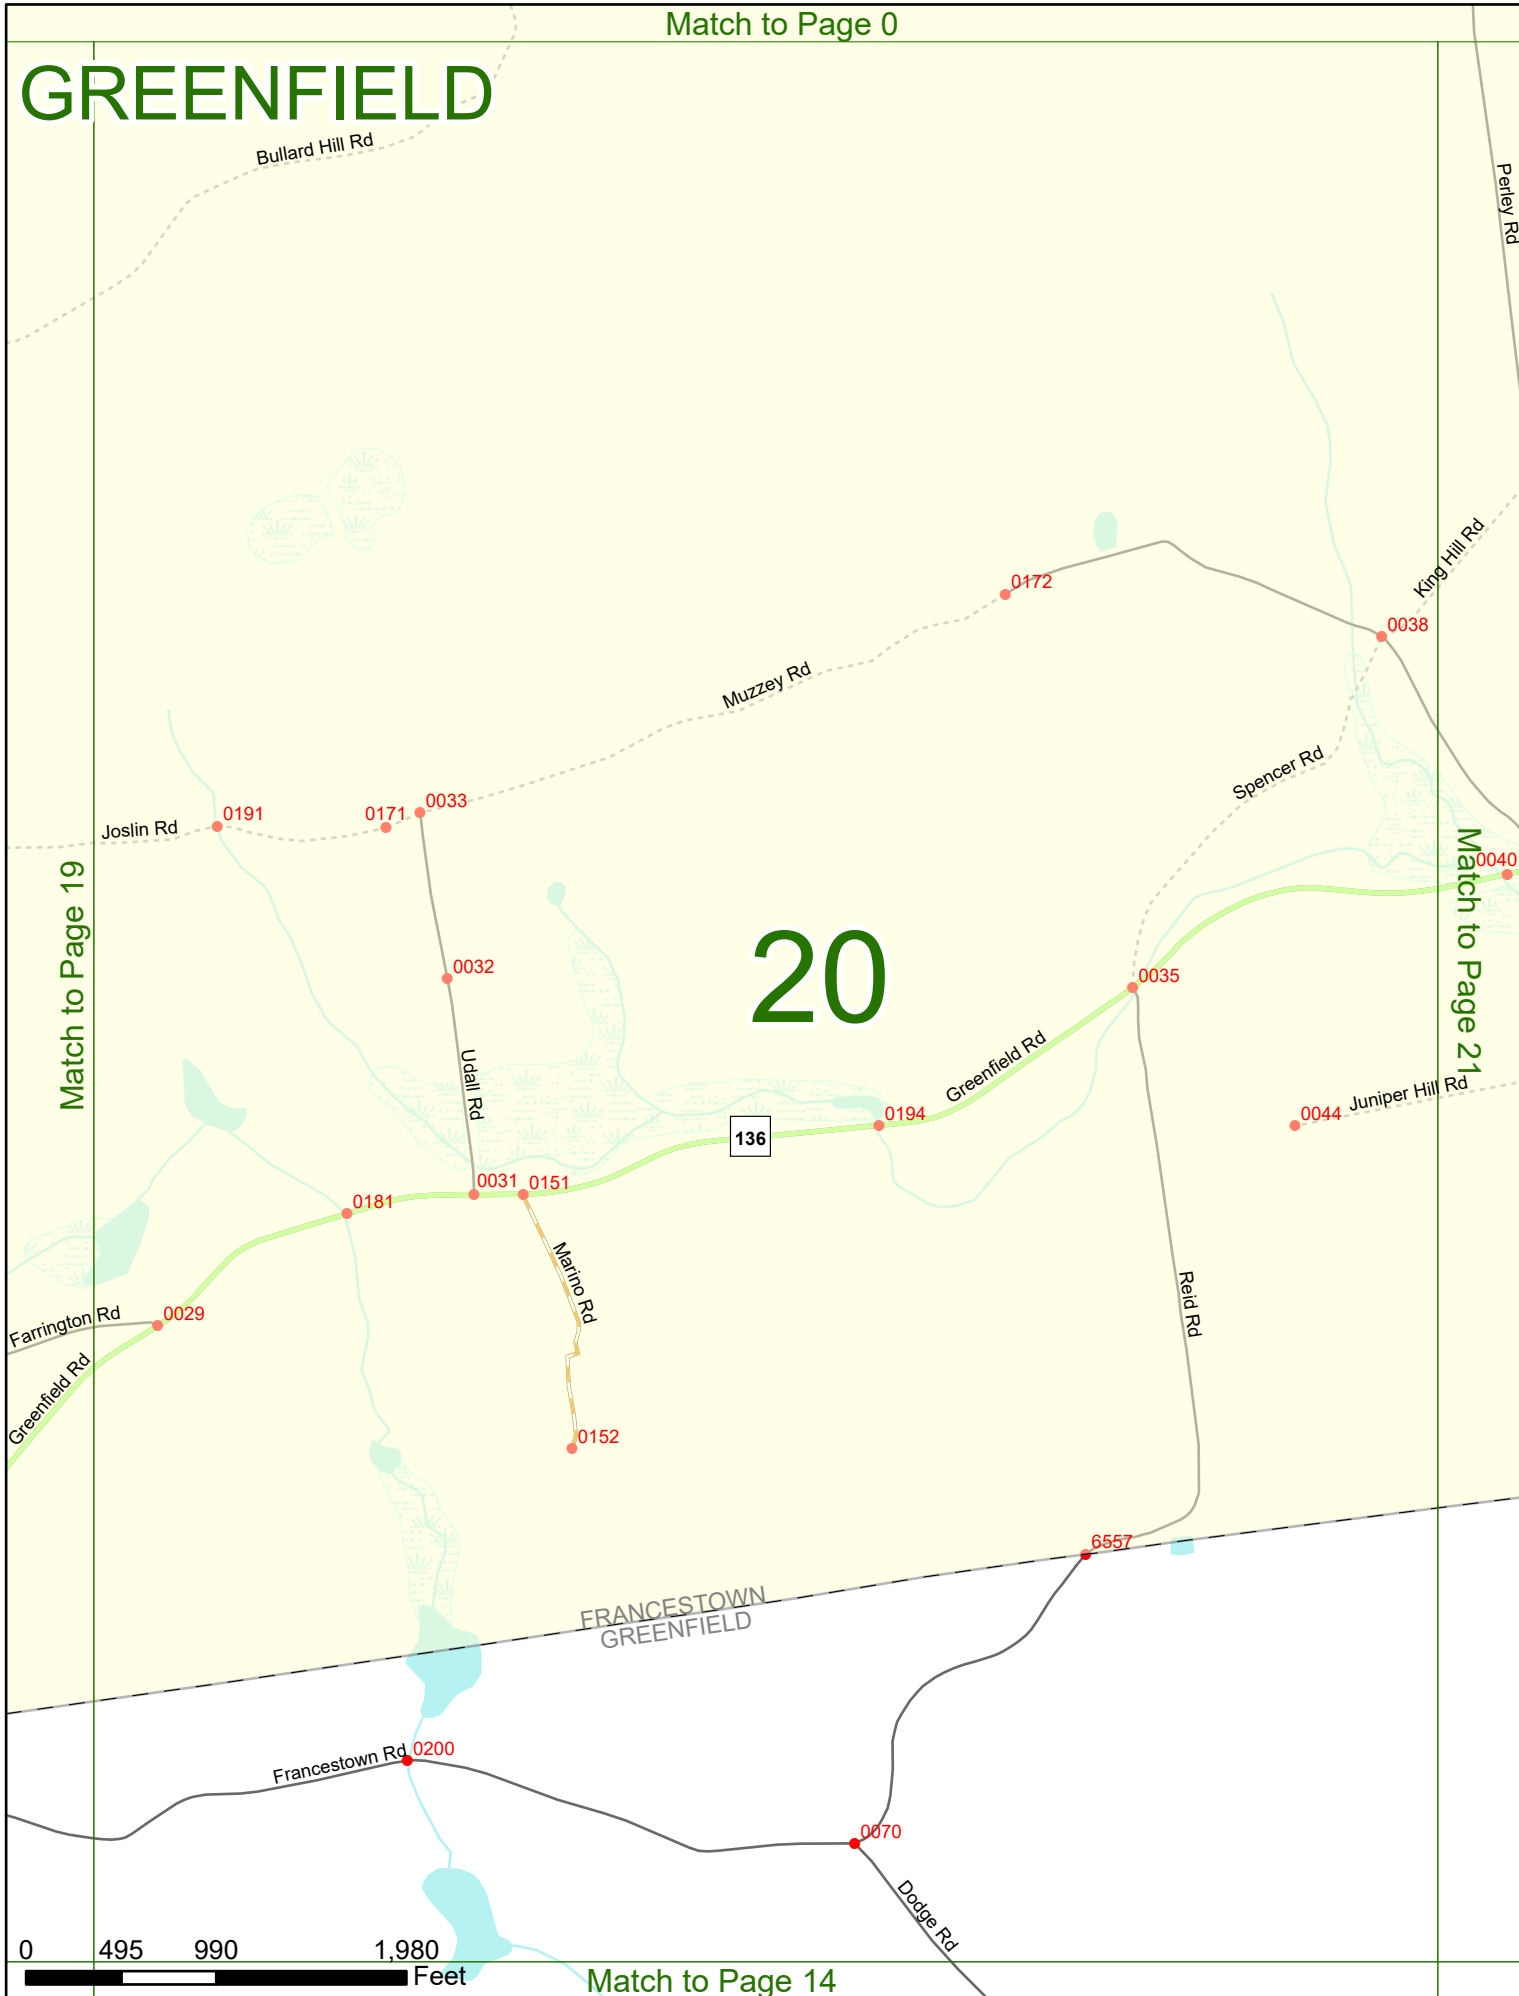 Match to Page 0
GREENFIELD
Bullard Hill Rd
Perley Rd
King Hill Rd
0172
0038
Muzzey Rd
Spencer Rd
0033
0171
0191
Joslin Rd
Match to Page 19
Match to Page 21
0040
20
0032
0035
Udall Rd
Greenfield Rd
Juniper Hill Rd
0044
0194
136
0031
0151
0181
Marino Rd
Reid Rd
0029
Farrington Rd
Greenfield Rd
0152
6557
FRANCESTOWN
GREENFIELD
Francestown Rd
0200
0070
Dodge Rd
0 495 990 1,980
Feet
Match to Page 14